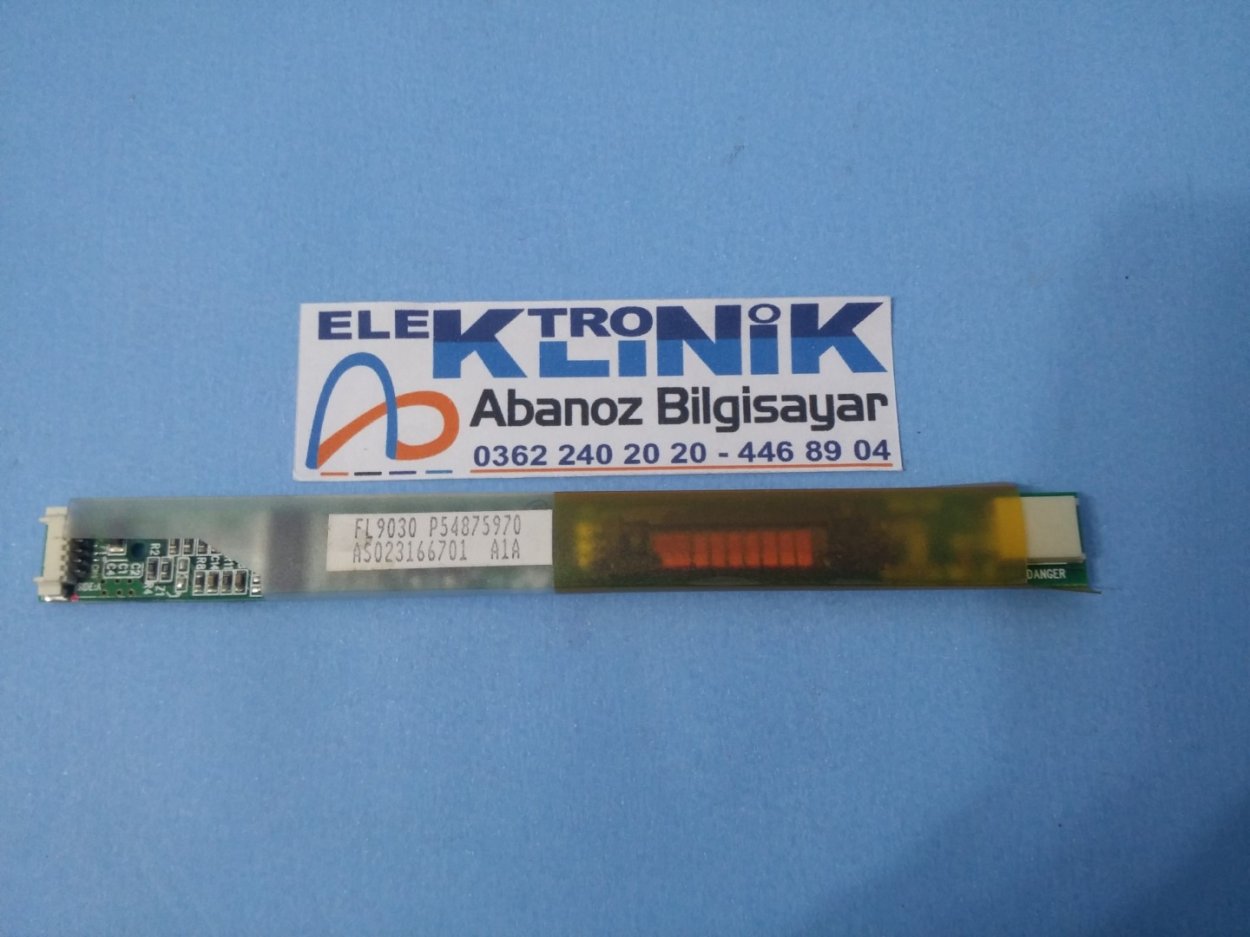 ELEKTRONİK
KLİNİK
Abanoz Bilgisayar
0362 240 20 20 - 446 89 04
FL9030 P54875970
AS023166701 A1A
DANGER